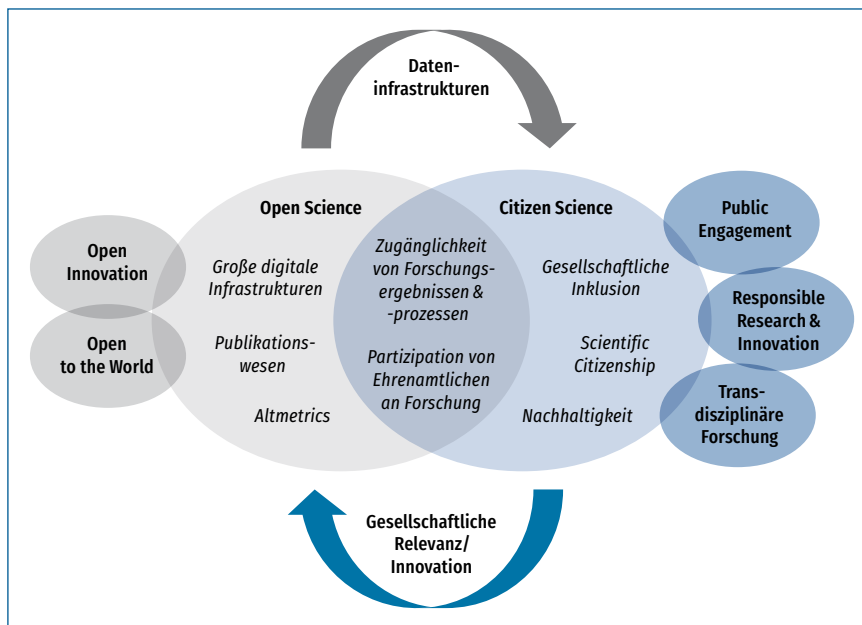 Daten-
infrastrukturen
Open Science
Citizen Science
Open
Innovation
Open
to the World
Große digitale
Infrastrukturen
Publikations-
wesen
Altmetrics
Zugänglichkeit
von Forschungs-
ergebnissen &
-prozessen
Partizipation von
Ehrenamtlichen
an Forschung
Gesellschaftliche
Inklusion
Scientific
Citizenship
Nachhaltigkeit
Public
Engagement
Responsible
Research &
Innovation
Trans-
disziplinäre
Forschung
Gesellschaftliche
Relevanz/
Innovation